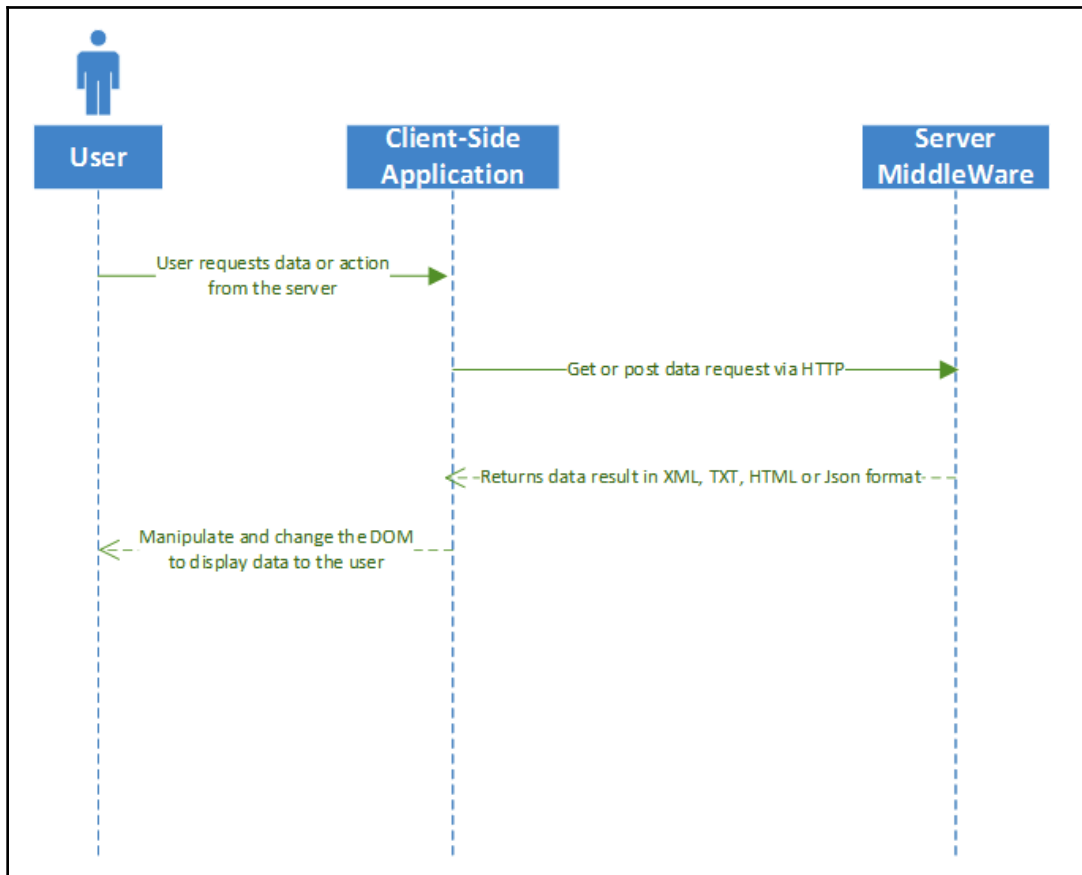 User
Client-Side
Application
Server
MiddleWare
User requests data or action
from the server
Get or post data request via HTTP
Returns data result in XML, TXT, HTML or Json format
Manipulate and change the DOM
to display data to the user